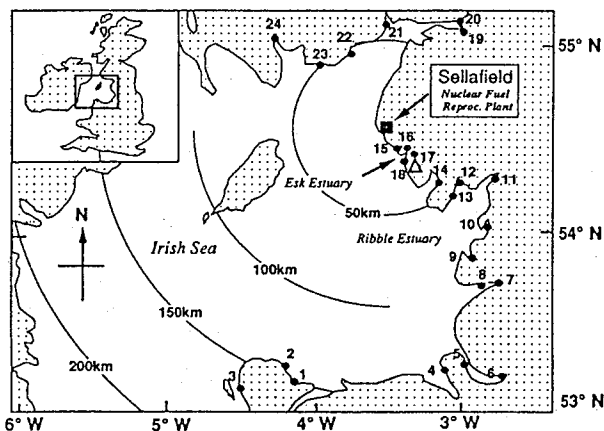 24
22
21
20
19
23
55°N
Sellafield
Nuclear Fuel
Reproc. Plant
15
16
17
18
14
12
11
13
Esk Estuary
50km
N
10
Ribble Estuary
54°N
Irish Sea
100km
9
8
7
150km
200km
2
3
1
4
5
6
53°N
6° W
5°W
4° W
3°W